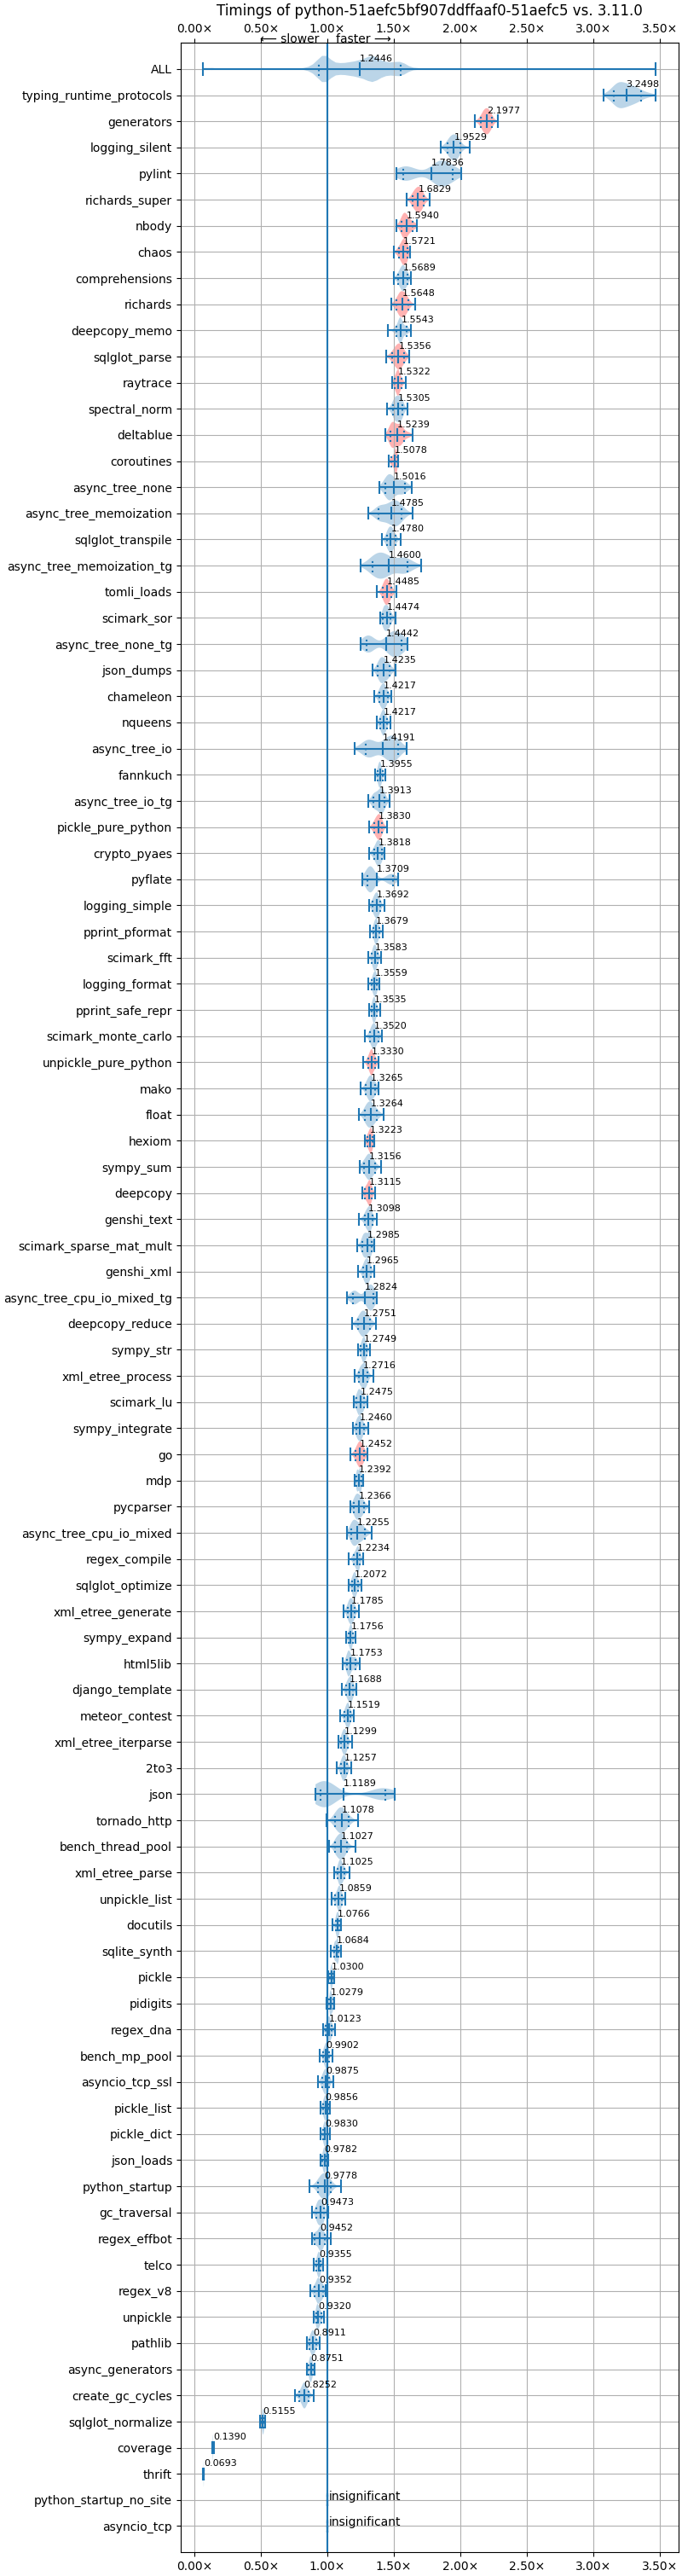 Timings of python-51aefc5bf907ddffaaf0-51aefc5 vs. 3.11.0
0.00× 0.50× 1.00× 1.50× 2.00× 2.50× 3.00× 3.50×
⟵ slower faster ⟶
ALL 1.2446
typing_runtime_protocols 3.2498
generators 2.1977
logging_silent 1.9529
pylint 1.7836
richards_super 1.6829
nbody 1.5940
chaos 1.5721
comprehensions 1.5689
richards 1.5648
deepcopy_memo 1.5543
sqlglot_parse 1.5356
raytrace 1.5322
spectral_norm 1.5305
deltablue 1.5239
coroutines 1.5078
async_tree_none 1.5016
async_tree_memoization 1.4785
sqlglot_transpile 1.4780
async_tree_memoization_tg 1.4600
tomli_loads 1.4485
scimark_sor 1.4474
async_tree_none_tg 1.4442
json_dumps 1.4235
chameleon 1.4217
nqueens 1.4217
async_tree_io 1.4191
fannkuch 1.3955
async_tree_io_tg 1.3913
pickle_pure_python 1.3830
crypto_pyaes 1.3818
pyflate 1.3709
logging_simple 1.3692
pprint_pformat 1.3679
scimark_fft 1.3583
logging_format 1.3559
pprint_safe_repr 1.3535
scimark_monte_carlo 1.3520
unpickle_pure_python 1.3330
mako 1.3265
float 1.3264
hexiom 1.3223
sympy_sum 1.3156
deepcopy 1.3115
genshi_text 1.3098
scimark_sparse_mat_mult 1.2985
genshi_xml 1.2965
async_tree_cpu_io_mixed_tg 1.2824
deepcopy_reduce 1.2751
sympy_str 1.2749
xml_etree_process 1.2716
scimark_lu 1.2475
sympy_integrate 1.2460
go 1.2452
mdp 1.2392
pycparser 1.2366
async_tree_cpu_io_mixed 1.2255
regex_compile 1.2234
sqlglot_optimize 1.2072
xml_etree_generate 1.1785
sympy_expand 1.1756
html5lib 1.1753
django_template 1.1688
meteor_contest 1.1519
xml_etree_iterparse 1.1299
2to3 1.1257
json 1.1189
tornado_http 1.1078
bench_thread_pool 1.1027
xml_etree_parse 1.1025
unpickle_list 1.0859
docutils 1.0766
sqlite_synth 1.0684
pickle 1.0300
pidigits 1.0279
regex_dna 1.0123
bench_mp_pool 0.9902
asyncio_tcp_ssl 0.9875
pickle_list 0.9856
pickle_dict 0.9830
json_loads 0.9782
python_startup 0.9778
gc_traversal 0.9473
regex_effbot 0.9452
telco 0.9355
regex_v8 0.9352
unpickle 0.9320
pathlib 0.8911
async_generators 0.8751
create_gc_cycles 0.8252
sqlglot_normalize 0.5155
coverage 0.1390
thrift 0.0693
python_startup_no_site insignificant
asyncio_tcp insignificant
0.00× 0.50× 1.00× 1.50× 2.00× 2.50× 3.00× 3.50×